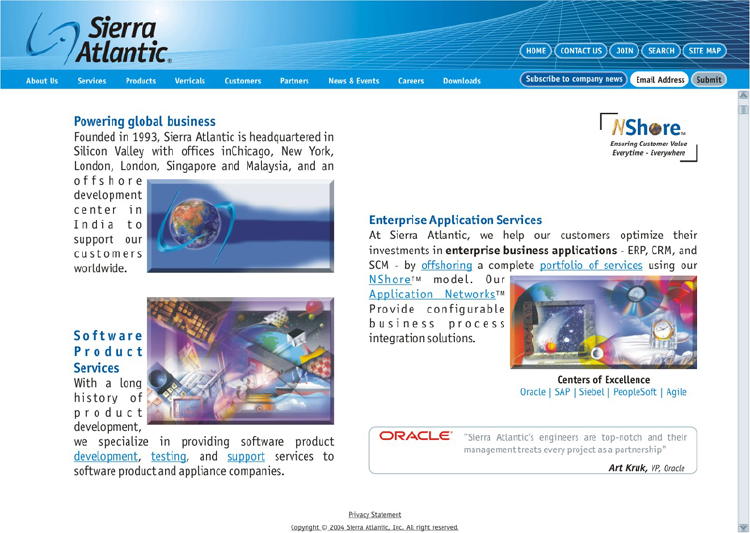 Sierra
Atlantic®
HOME CONTACT US JOIN SEARCH SITE MAP
About Us Services Products Verricals Customers Partners News & Events Careers Downloads
Subscribe to company news Email Address Submit
Powering global business
Founded in 1993, Sierra Atlantic is headquartered in
Silicon Valley with offices inChicago, New York,
London, London, Singapore and Malaysia, and an
offshore
development
center in
India to
support our
customers
worldwide.
Software
Product
Services
With a long
history of
product
development,
we specialize in providing software product
development, testing, and support services to
software product and appliance companies.
NShore™
Ensuring Customer Value
Everytime - Everywhere
Enterprise Application Services
At Sierra Atlantic, we help our customers optimize their
investments in enterprise business applications - ERP, CRM, and
SCM - by offshoring a complete portfolio of services using our
NShore™ model. Our
Application Networks™
Provide configurable
business process
integration solutions.
Centers of Excellence
Oracle | SAP | Siebel | PeopleSoft | Agile
ORACLE® "Sierra Atlantic's engineers are top-notch and their
management treats every project as a partnership"
Art Kruk, VP, Oracle
Privacy Statement
Copyright © 2004 Sierra Atlantic, Inc. All right reserved.